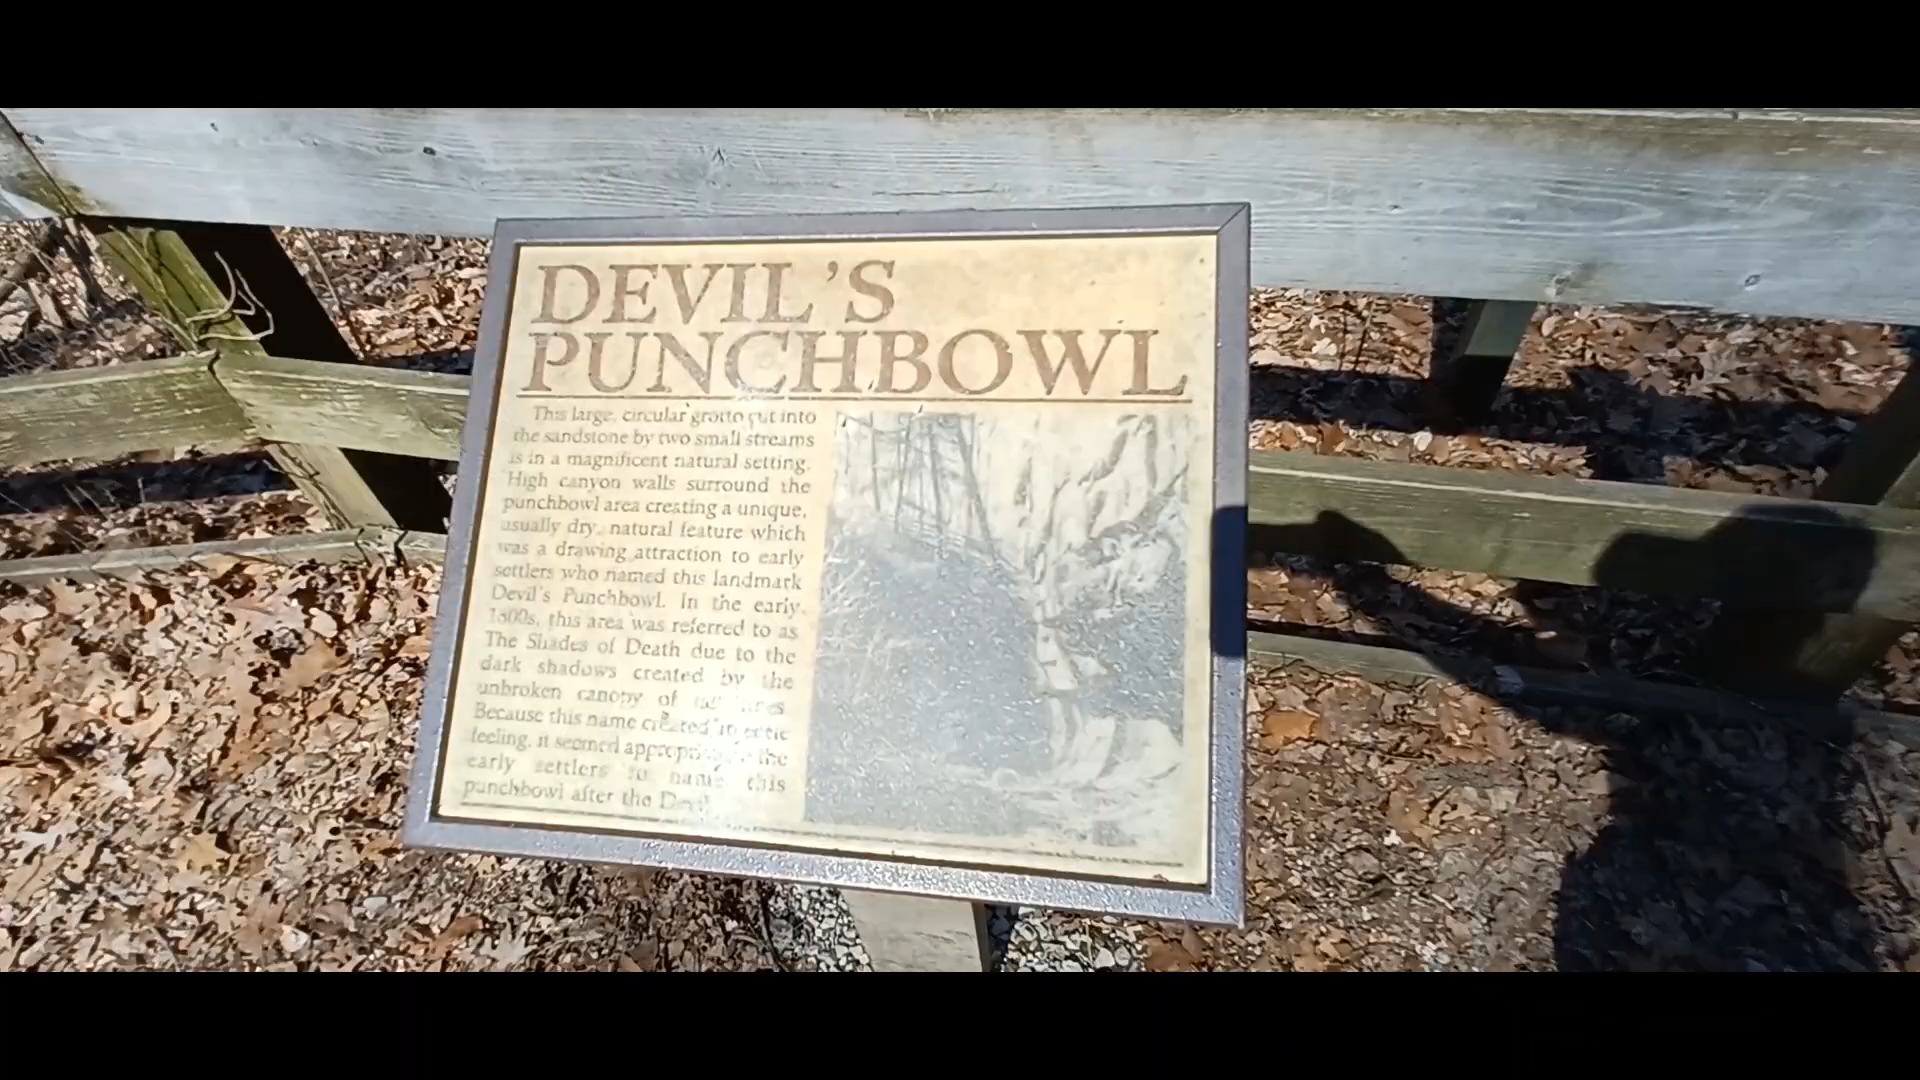 DEVIL'S
PUNCHBOWL
This large, circular grotto cut into
the sandstone by two small streams
is in a magnificent natural setting.
High canyon walls surround the
punchbowl area creating a unique,
usually dry, natural feature which
was a drawing attraction to early
settlers who named this landmark
Devil's Punchbowl. In the early
1800s, this area was referred to as
The Shades of Death due to the
dark shadows created by the
unbroken canopy of
Because this name created
feeling, it seemed the
early settlers to name this
punchbowl after the Devil